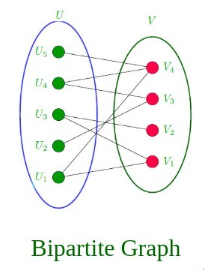 U V
U₅
U₄ V₄
U₃ V₃
U₂ V₂
U₁ V₁
Bipartite Graph